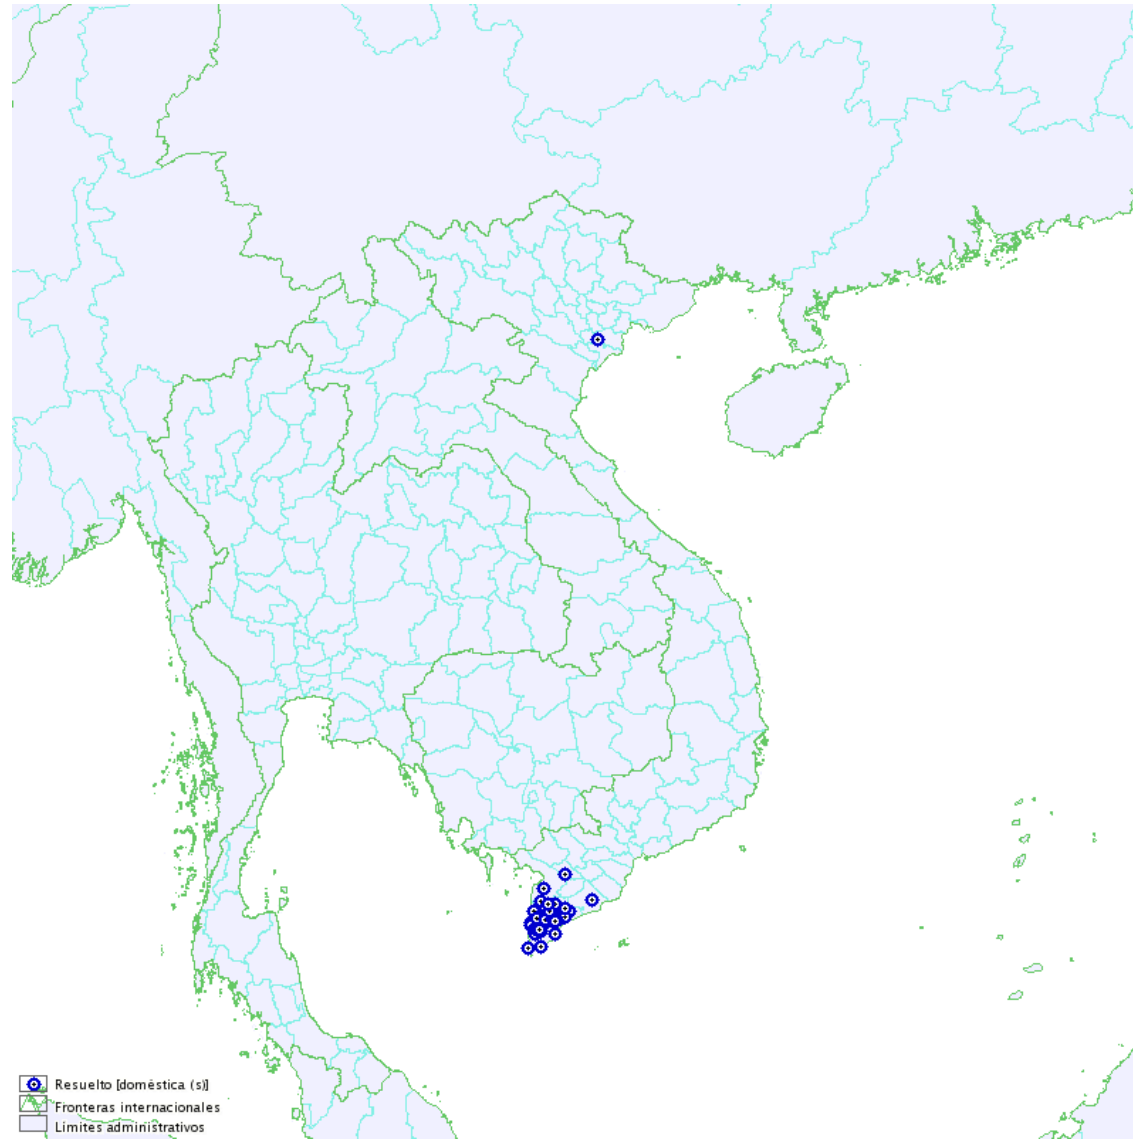 Resuelto [doméstica (s)]
Fronteras internacionales
Límites administrativos